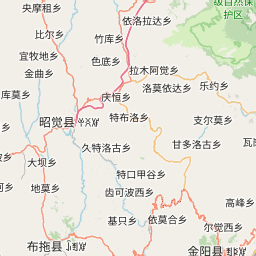 央摩租乡
级自然保
护区
依洛拉达乡
比尔乡
竹库乡
宜牧地乡
色底乡
金曲乡
拉木阿觉乡
库莫乡
洛莫依达乡
乐约乡
庆恒乡
昭觉县
特布洛乡
支尔莫乡
久特洛古乡
甘多洛古乡
大坝乡
地莫乡
特口甲谷乡
齿可波西乡
高峰乡
基只乡
依莫合乡
尔觉西乡
布拖县
金阳县